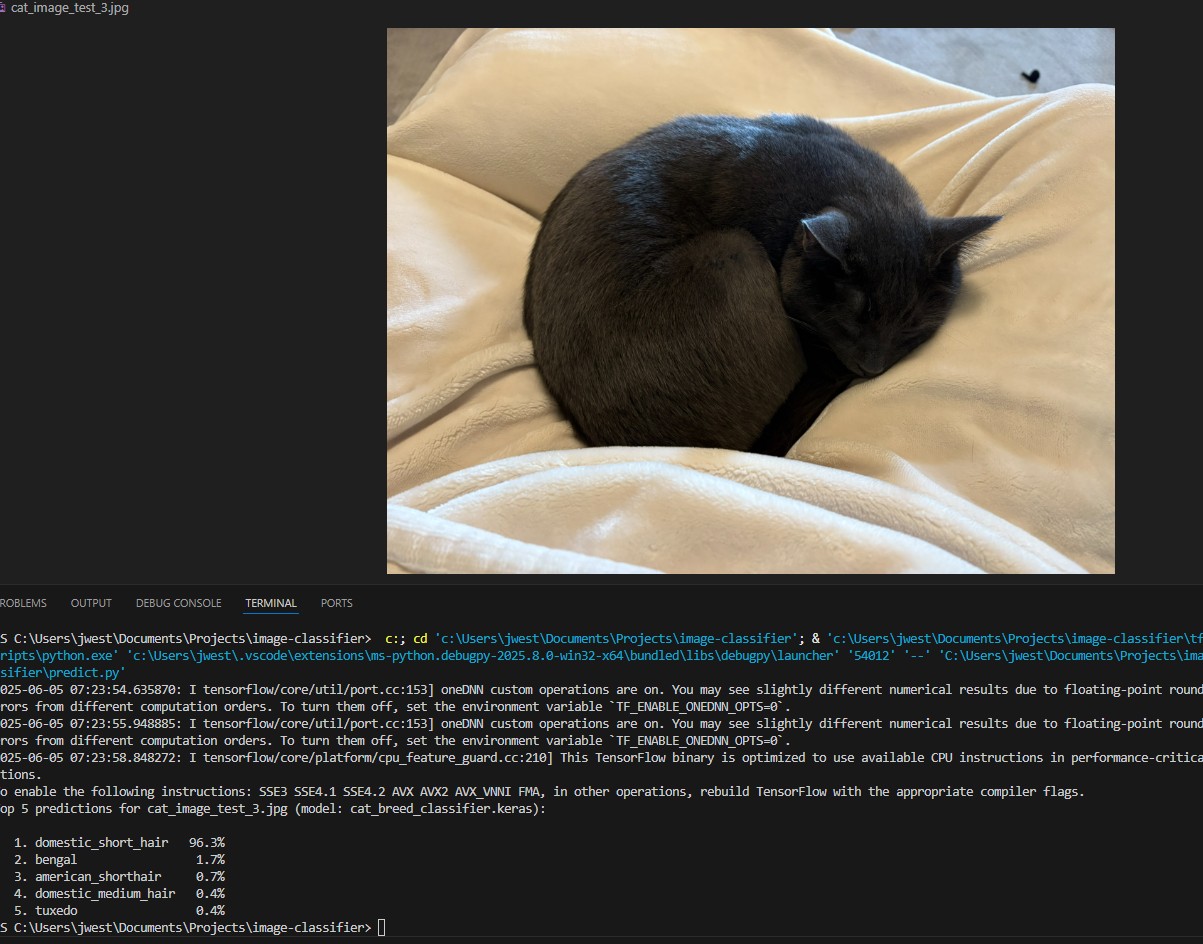 cat_image_test_3.jpg
ROBLEMS OUTPUT DEBUG CONSOLE TERMINAL PORTS
S C:\Users\jwest\Documents\Projects\image-classifier> c:; cd 'c:\Users\jwest\Documents\Projects\image-classifier'; & 'c:\Users\jwest\Documents\Projects\image-classifier\tf
ripts\python.exe' 'c:\Users\jwest\.vscode\extensions\ms-python.debugpy-2025.8.0-win32-x64\bundled\libs\debugpy\launcher' '54012' '--' 'C:\Users\jwest\Documents\Projects\ima
sifier\predict.py'
025-06-05 07:23:54.635870: I tensorflow/core/util/port.cc:153] oneDNN custom operations are on. You may see slightly different numerical results due to floating-point round
rors from different computation orders. To turn them off, set the environment variable `TF_ENABLE_ONEDNN_OPTS=0`.
025-06-05 07:23:55.948885: I tensorflow/core/util/port.cc:153] oneDNN custom operations are on. You may see slightly different numerical results due to floating-point round
rors from different computation orders. To turn them off, set the environment variable `TF_ENABLE_ONEDNN_OPTS=0`.
025-06-05 07:23:58.848272: I tensorflow/core/platform/cpu_feature_guard.cc:210] This TensorFlow binary is optimized to use available CPU instructions in performance-critica
tions.
o enable the following instructions: SSE3 SSE4.1 SSE4.2 AVX AVX2 AVX_VNNI FMA, in other operations, rebuild TensorFlow with the appropriate compiler flags.
op 5 predictions for cat_image_test_3.jpg (model: cat_breed_classifier.keras):
1. domestic_short_hair 96.3%
2. bengal 1.7%
3. american_shorthair 0.7%
4. domestic_medium_hair 0.4%
5. tuxedo 0.4%
S C:\Users\jwest\Documents\Projects\image-classifier>